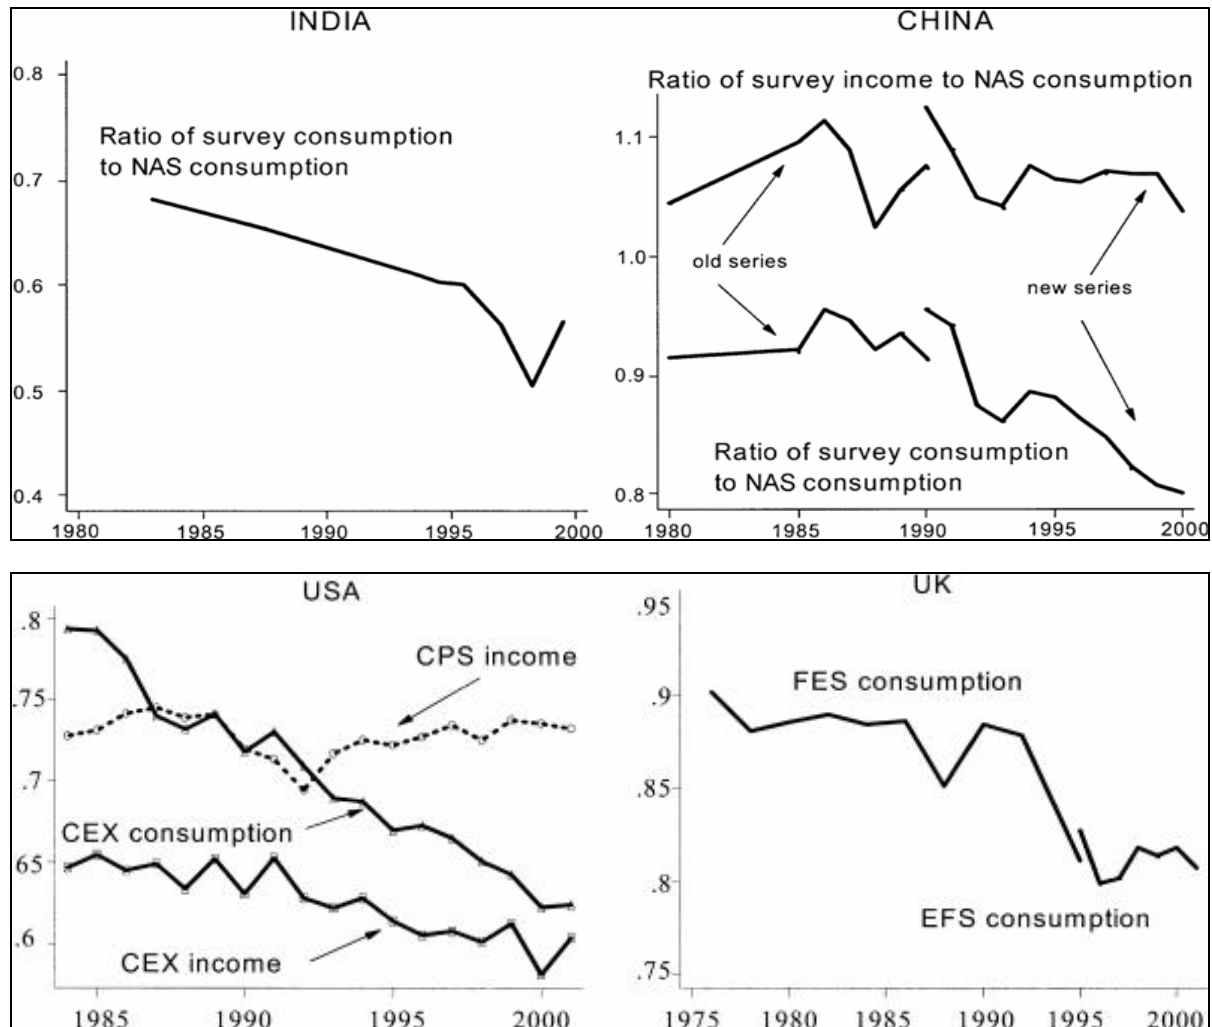 INDIA
0.8
0.7
0.6
0.5
0.4
Ratio of survey consumption
to NAS consumption
1980 1985 1990 1995 2000
CHINA
Ratio of survey income to NAS consumption
1.1
1.0
0.9
0.8
old series
new series
Ratio of survey consumption
to NAS consumption
1980 1985 1990 1995 2000
USA
.8
.75
.7
65
.6
CPS income
CEX consumption
CEX income
1985 1990 1995 2000
UK
.95
.9
.85
.8
.75
FES consumption
EFS consumption
1975 1980 1985 1990 1995 2000